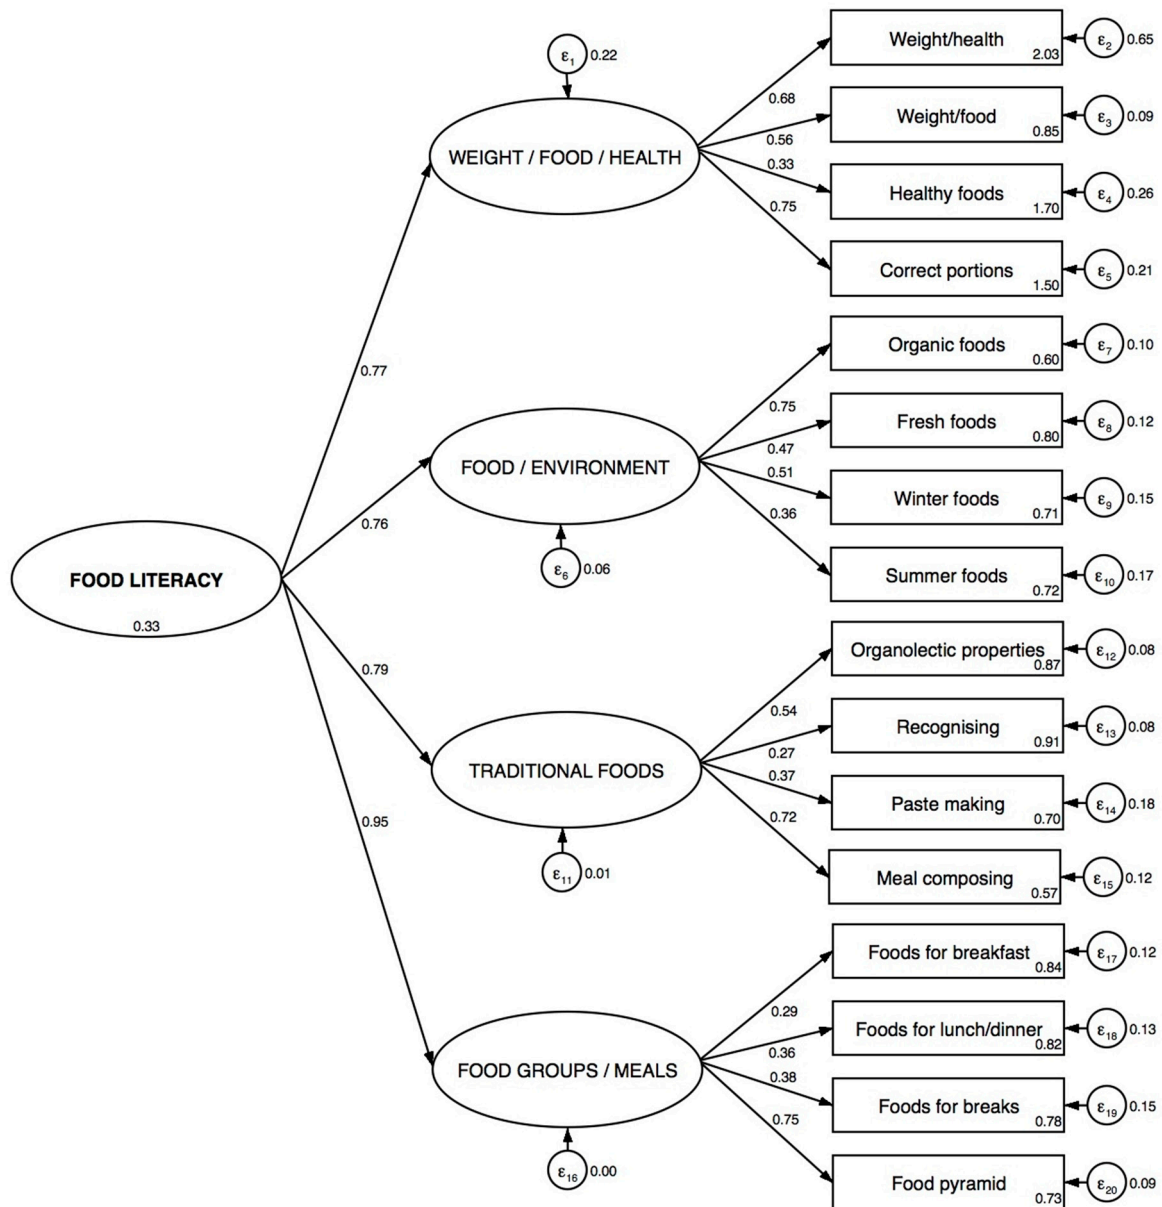 ε1 0.22
WEIGHT / FOOD / HEALTH
0.68
0.56
0.33
0.75
Weight/health
2.03
ε2 0.65
Weight/food
0.85
ε3 0.09
Healthy foods
1.70
ε4 0.26
Correct portions
1.50
ε5 0.21
0.77
FOOD / ENVIRONMENT
ε6 0.06
0.75
0.47
0.51
0.36
Organic foods
0.60
ε7 0.10
Fresh foods
0.80
ε8 0.12
Winter foods
0.71
ε9 0.15
Summer foods
0.72
ε10 0.17
0.76
FOOD LITERACY
0.33
0.79
TRADITIONAL FOODS
ε11 0.01
0.54
0.27
0.37
0.72
Organolectic properties
0.87
ε12 0.08
Recognising
0.91
ε13 0.08
Paste making
0.70
ε14 0.18
Meal composing
0.57
ε15 0.12
0.95
FOOD GROUPS / MEALS
ε16 0.00
0.29
0.36
0.38
0.75
Foods for breakfast
0.84
ε17 0.12
Foods for lunch/dinner
0.82
ε18 0.13
Foods for breaks
0.78
ε19 0.15
Food pyramid
0.73
ε20 0.09